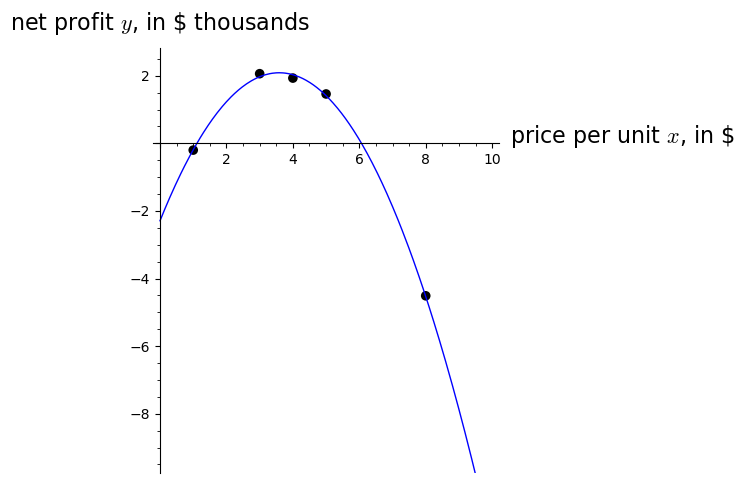 net profit y, in $ thousands
2
price per unit x, in $
2 4 6 8 10
−2
−4
−6
−8